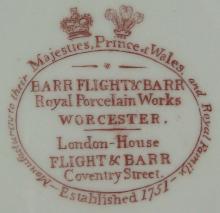 Manufacturers to their Majesties, Prince of Wales, and Royal Family.
BARR FLIGHT & BARR
Royal Porcelain Works
WORCESTER.
London-House
FLIGHT & BARR
Coventry Street.
Established 1751